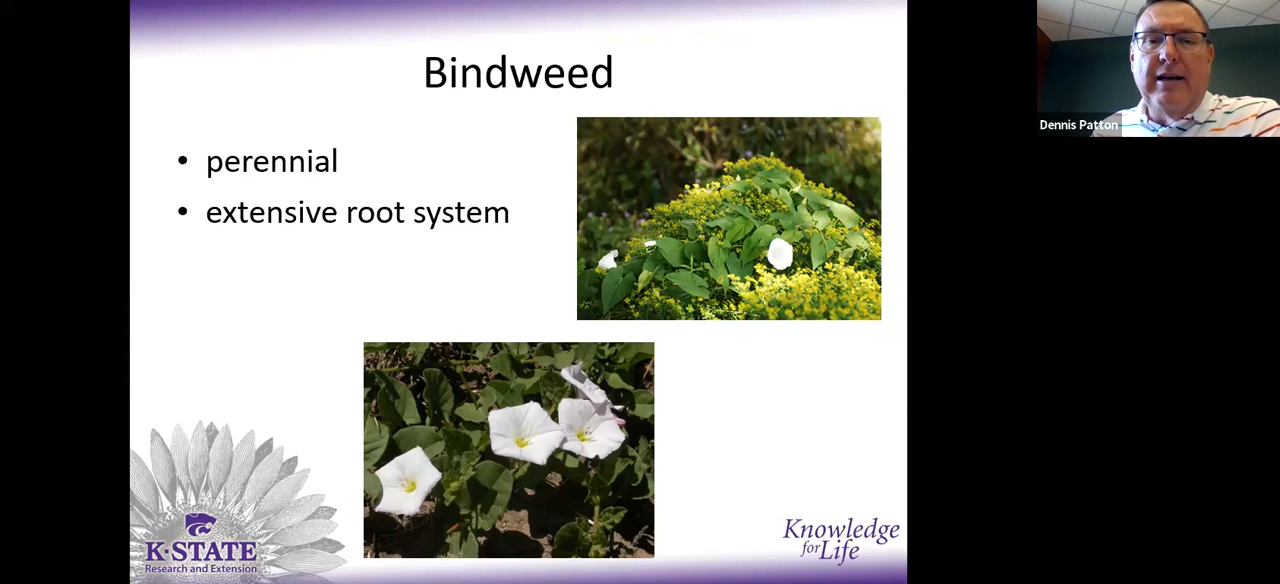 Bindweed
• perennial
• extensive root system
Dennis Patton
K-STATE
Research and Extension
Knowledge
for Life